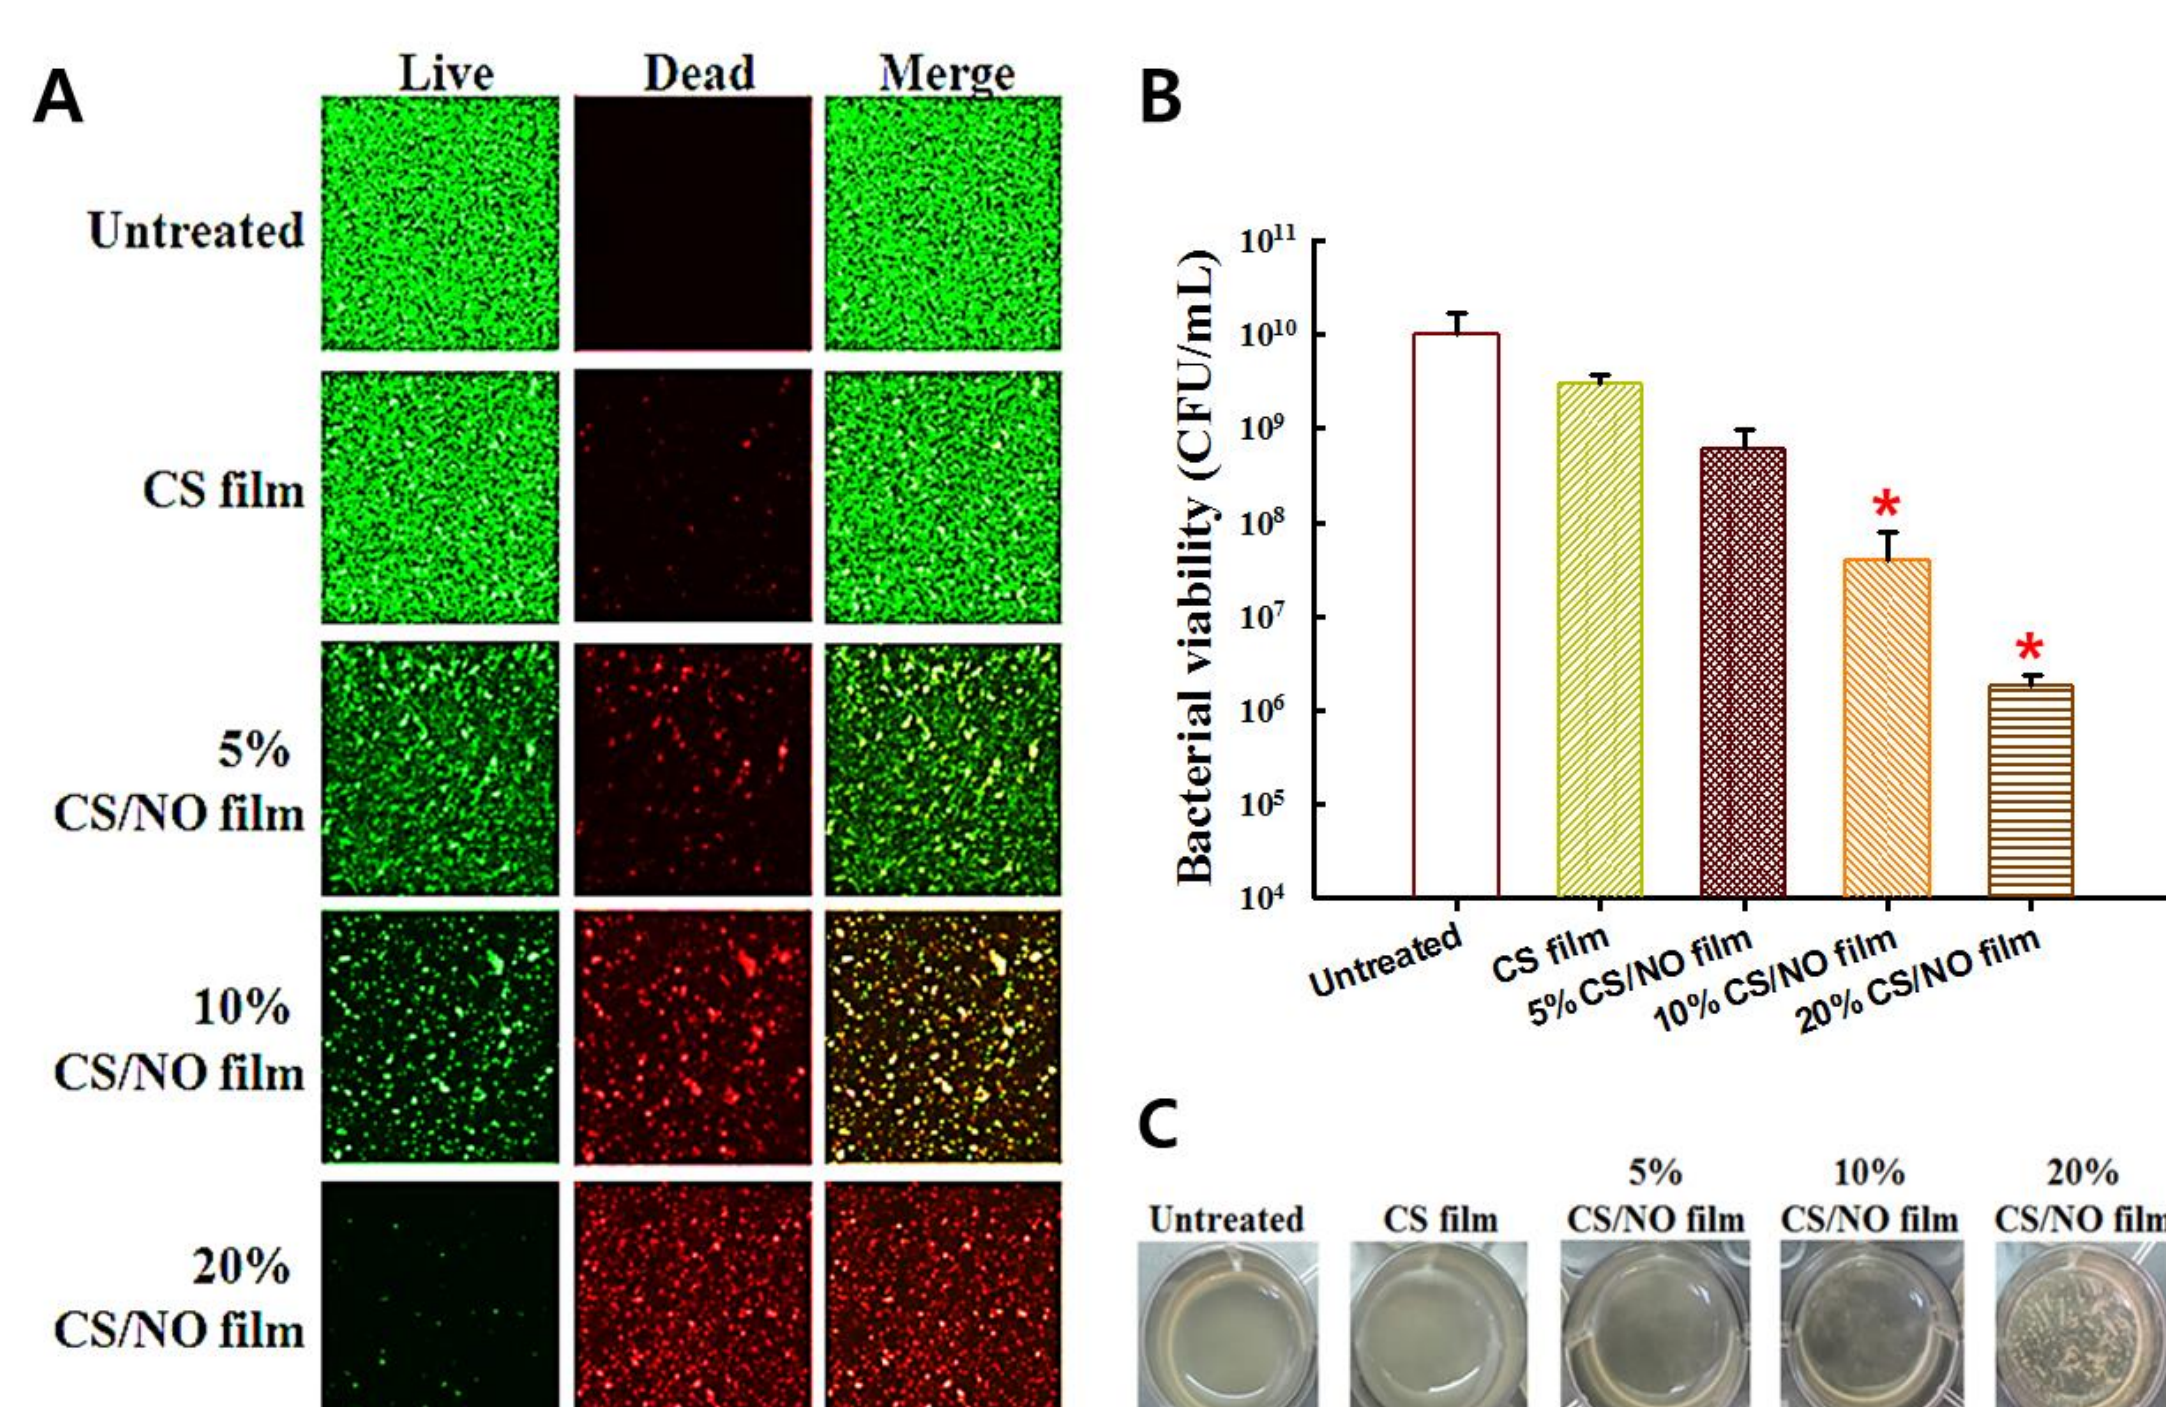 A
Live
Dead
Merge
Untreated
CS film
5%
CS/NO film
10%
CS/NO film
20%
CS/NO film
B
Bacterial viability (CFU/mL)
10¹¹
10¹⁰
10⁹
10⁸
10⁷
10⁶
10⁵
10⁴
*
*
Untreated
CS film
5% CS/NO film
10% CS/NO film
20% CS/NO film
C
Untreated
CS film
5%
CS/NO film
10%
CS/NO film
20%
CS/NO film